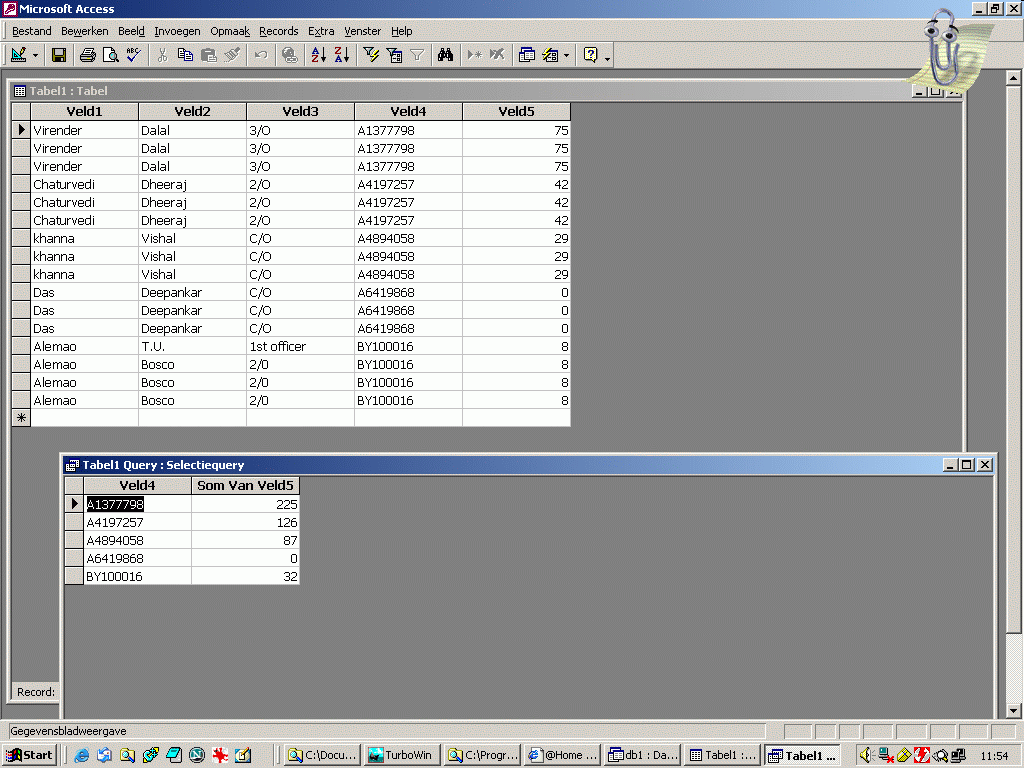 Microsoft Access
Bestand Bewerken Beeld Invoegen Opmaak Records Extra Venster Help
Tabel1 : Tabel
Veld1 Veld2 Veld3 Veld4 Veld5
Virender Dalal 3/O A1377798 75
Virender Dalal 3/O A1377798 75
Virender Dalal 3/O A1377798 75
Chaturvedi Dheeraj 2/O A4197257 42
Chaturvedi Dheeraj 2/O A4197257 42
Chaturvedi Dheeraj 2/O A4197257 42
khanna Vishal C/O A4894058 29
khanna Vishal C/O A4894058 29
khanna Vishal C/O A4894058 29
Das Deepankar C/O A6419868 0
Das Deepankar C/O A6419868 0
Das Deepankar C/O A6419868 0
Alemao T.U. 1st officer BY100016 8
Alemao Bosco 2/0 BY100016 8
Alemao Bosco 2/0 BY100016 8
Alemao Bosco 2/0 BY100016 8
Tabel1 Query : Selectiequery
Veld4 Som Van Veld5
A1377798 225
A4197257 126
A4894058 87
A6419868 0
BY100016 32
Record:
Gegevensbladweergave
Start C:\Docu... TurboWin C:\Progr... @Home ... db1 : Da... Tabel1 :... Tabel1 ... 11:54